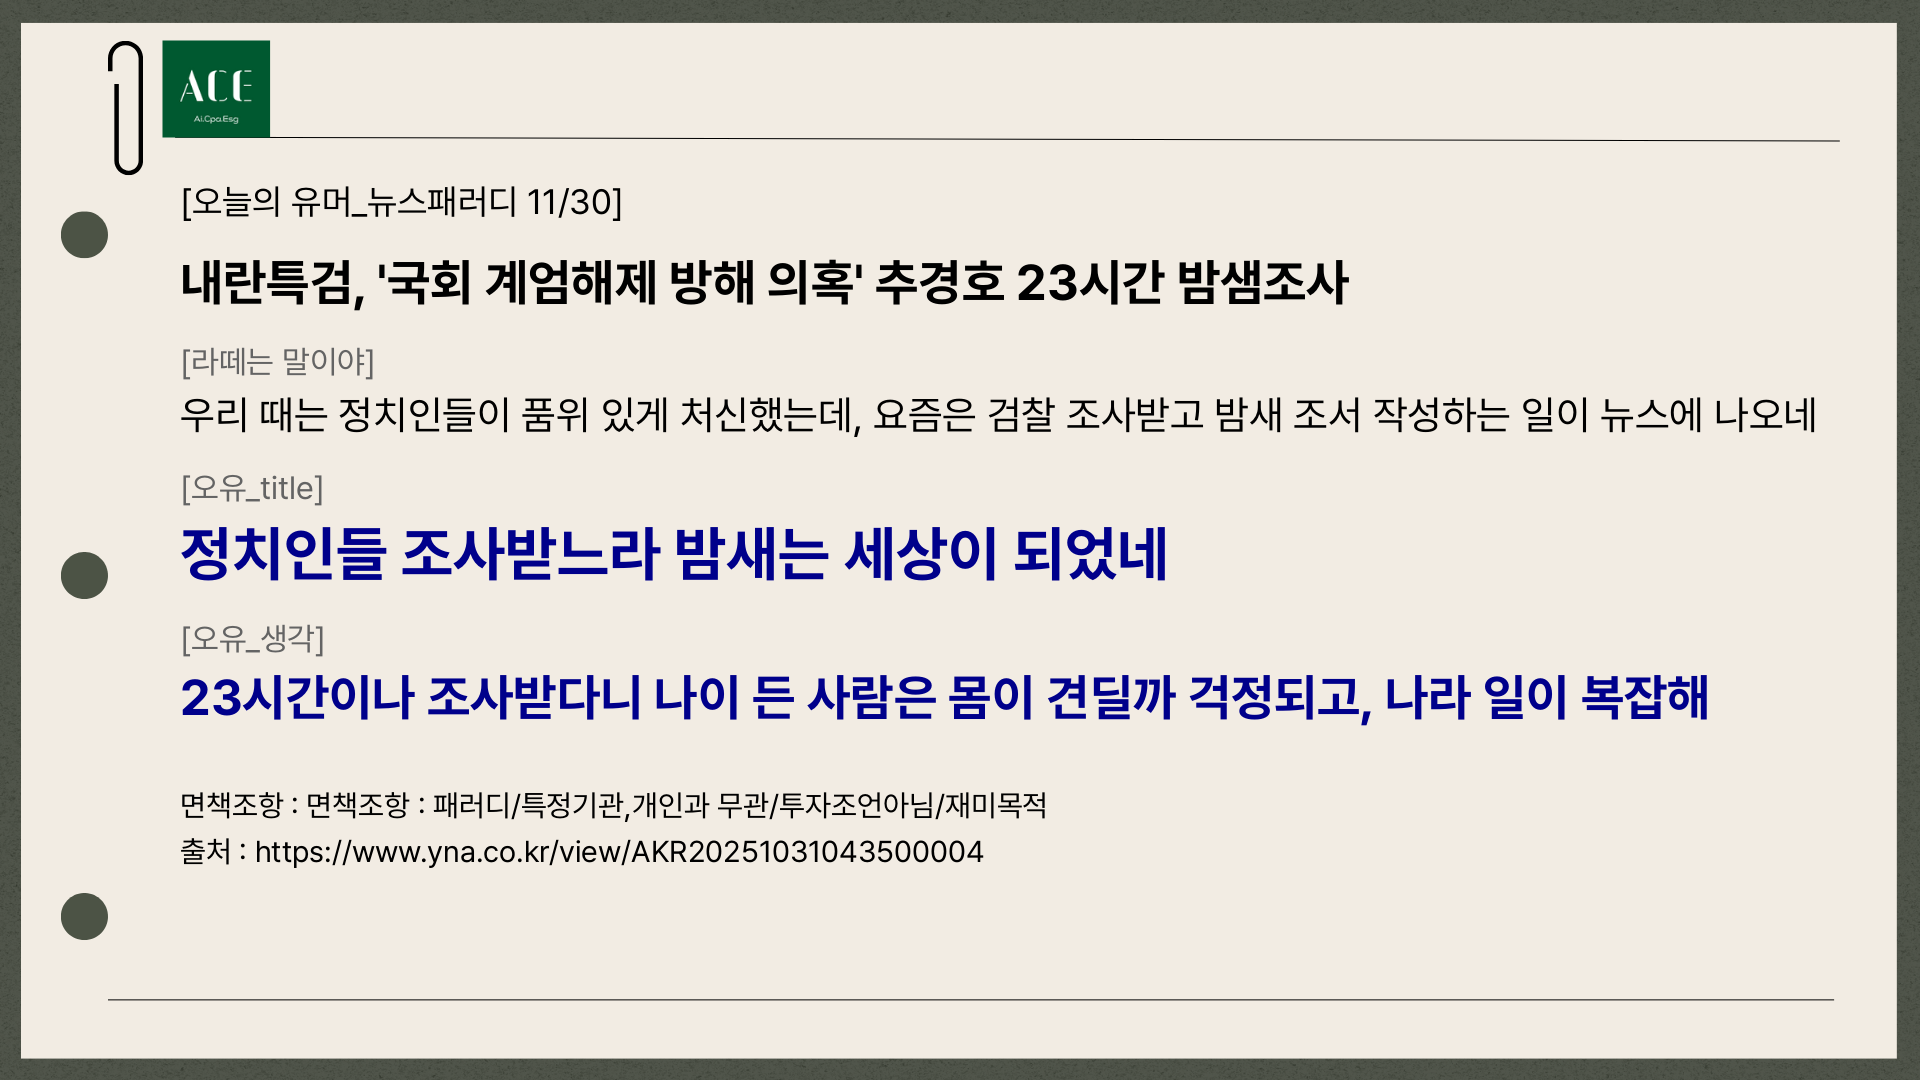 ACE
Ai.Cpa.Esg
[오늘의 유머_뉴스패러디 11/30]
내란특검, '국회 계엄해제 방해 의혹' 추경호 23시간 밤샘조사
[라떼는 말이야]
우리 때는 정치인들이 품위 있게 처신했는데, 요즘은 검찰 조사받고 밤새 조서 작성하는 일이 뉴스에 나오네
[오유_title]
정치인들 조사받느라 밤새는 세상이 되었네
[오유_생각]
23시간이나 조사받다니 나이 든 사람은 몸이 견딜까 걱정되고, 나라 일이 복잡해
면책조항 : 면책조항 : 패러디/특정기관,개인과 무관/투자조언아님/재미목적
출처 : https://www.yna.co.kr/view/AKR20251031043500004